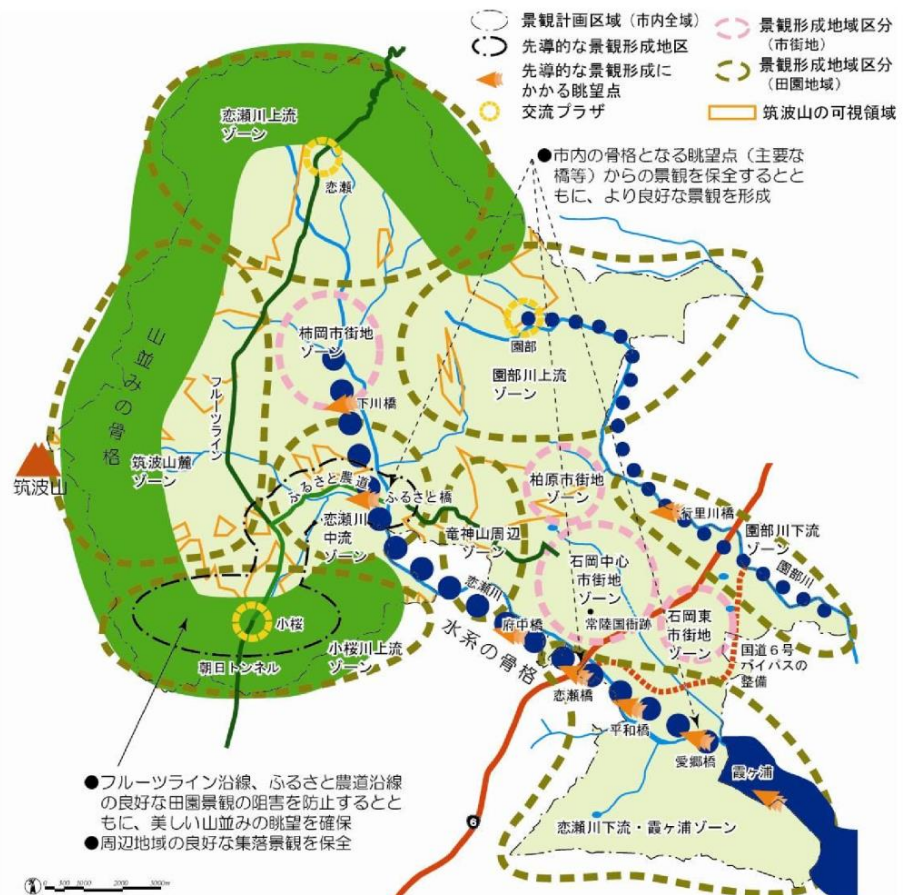 景観計画区域（市内全域）
先導的な景観形成地区
先導的な景観形成に
かかる眺望点
交流プラザ
景観形成地域区分
（市街地）
景観形成地域区分
（田園地域）
筑波山の可視領域
●市内の骨格となる眺望点（主要な
橋等）からの景観を保全するとと
もに、より良好な景観を形成
恋瀬川上流
ゾーン
恋瀬
山並みの骨格
柿岡市街地
ゾーン
園部
園部川上流
ゾーン
フルーツライン
下川橋
筑波山
筑波山麓
ゾーン
ふるさと農道
ふるさと橋
恋瀬川
中流
ゾーン
竜神山周辺
ゾーン
柏原市街地
ゾーン
行里川橋
園部川下流
ゾーン
園部川
石岡中心
市街地
ゾーン
常陸国衙跡
石岡東
市街地
ゾーン
国道６号
バイパスの
整備
恋瀬川
府中橋
水系の骨格
小桜
小桜川上流
ゾーン
朝日トンネル
恋瀬橋
平和橋
愛郷橋
霞ヶ浦
恋瀬川下流・霞ヶ浦ゾーン
6
●フルーツライン沿線、ふるさと農道沿線
の良好な田園景観の阻害を防止するとと
もに、美しい山並みの眺望を確保
●周辺地域の良好な集落景観を保全
0 500 1000 2000 3000m